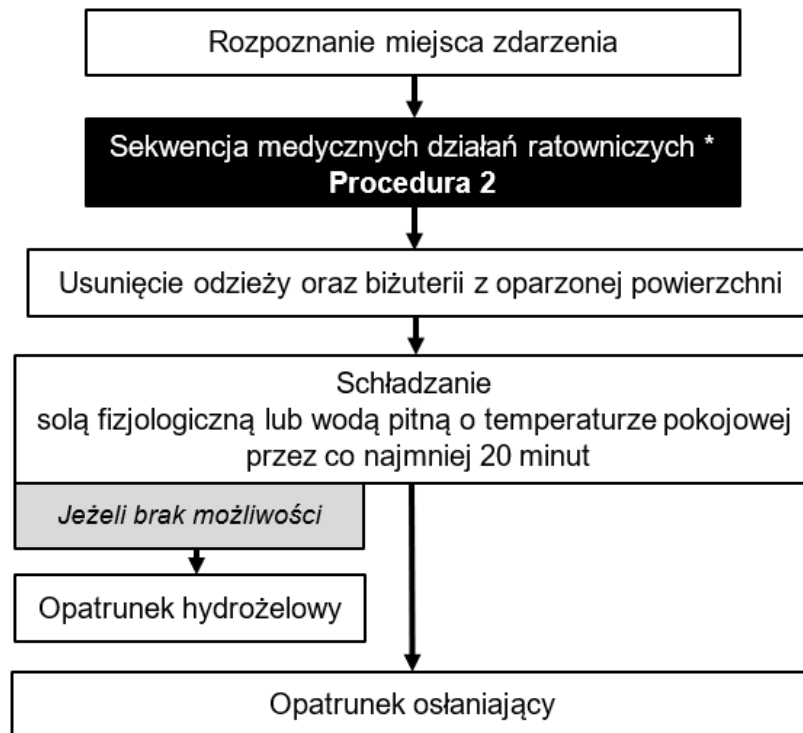 Rozpoznanie miejsca zdarzenia
Sekwencja medycznych działań ratowniczych *
Procedura 2
Usunięcie odzieży oraz biżuterii z oparzonej powierzchni
Schładzanie
solą fizjologiczną lub wodą pitną o temperaturze pokojowej
przez co najmniej 20 minut
Jeżeli brak możliwości
Opatrunek hydrożelowy
Opatrunek osłaniający